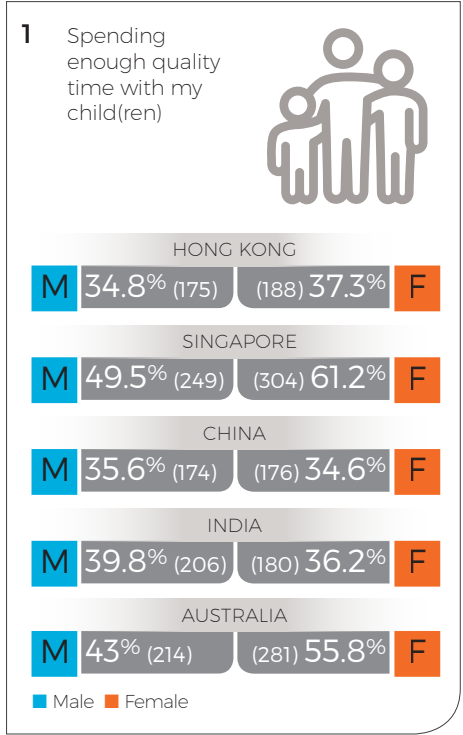 1 Spending
enough quality
time with my
child(ren)
HONG KONG
M 34.8% (175) (188) 37.3% F
SINGAPORE
M 49.5% (249) (304) 61.2% F
CHINA
M 35.6% (174) (176) 34.6% F
INDIA
M 39.8% (206) (180) 36.2% F
AUSTRALIA
M 43% (214) (281) 55.8% F
Male Female